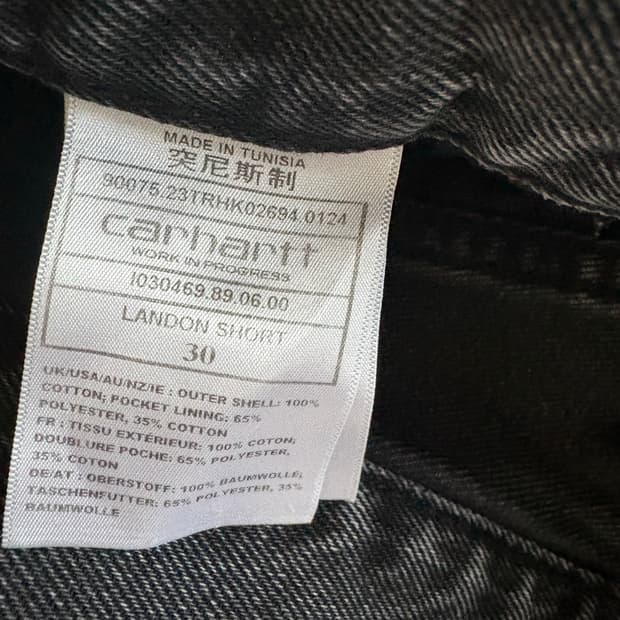 MADE IN TUNISIA
突尼斯制
90075.23TRHK02694.0124
carhartt
WORK IN PROGRESS
I030469.89.06.00
LANDON SHORT
30
UK/USA/AU/NZ/IE : OUTER SHELL: 100%
COTTON; POCKET LINING: 65%
POLYESTER, 35% COTTON
FR : TISSU EXTÉRIEUR: 100% COTON;
DOUBLURE POCHE: 65% POLYESTER,
35% COTON
DE/AT : OBERSTOFF: 100% BAUMWOLLE;
TASCHENFUTTER: 65% POLYESTER, 35%
BAUMWOLLE